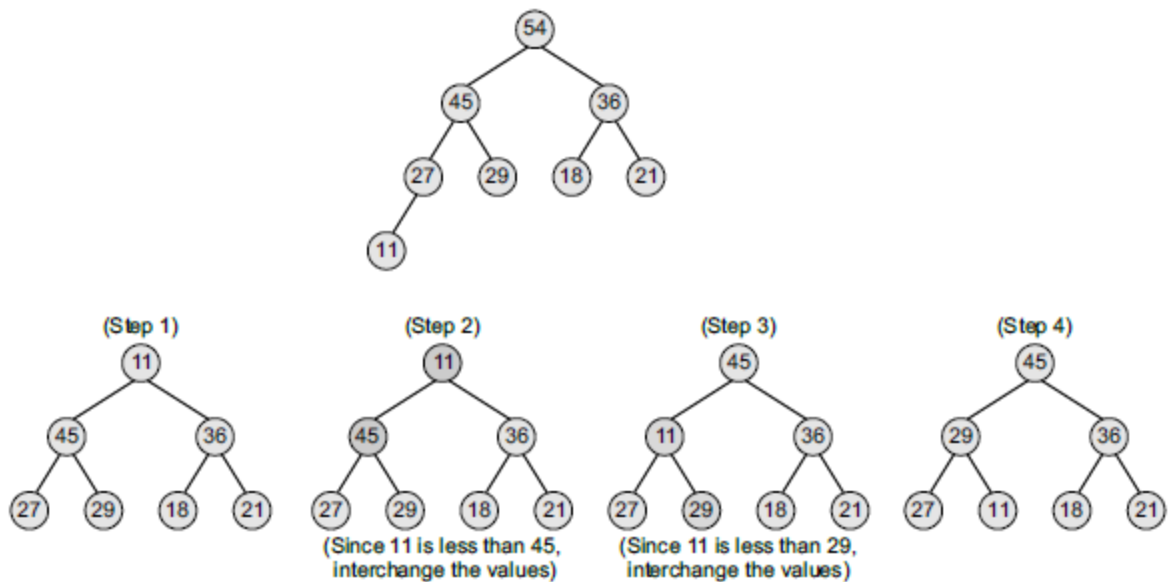 54
45 36
27 29 18 21
11
(Step 1) (Step 2) (Step 3) (Step 4)
11 11 45 45
45 36 45 36 11 36 29 36
27 29 18 21 27 29 18 21 27 29 18 21 27 11 18 21
(Since 11 is less than 45, (Since 11 is less than 29,
interchange the values) interchange the values)